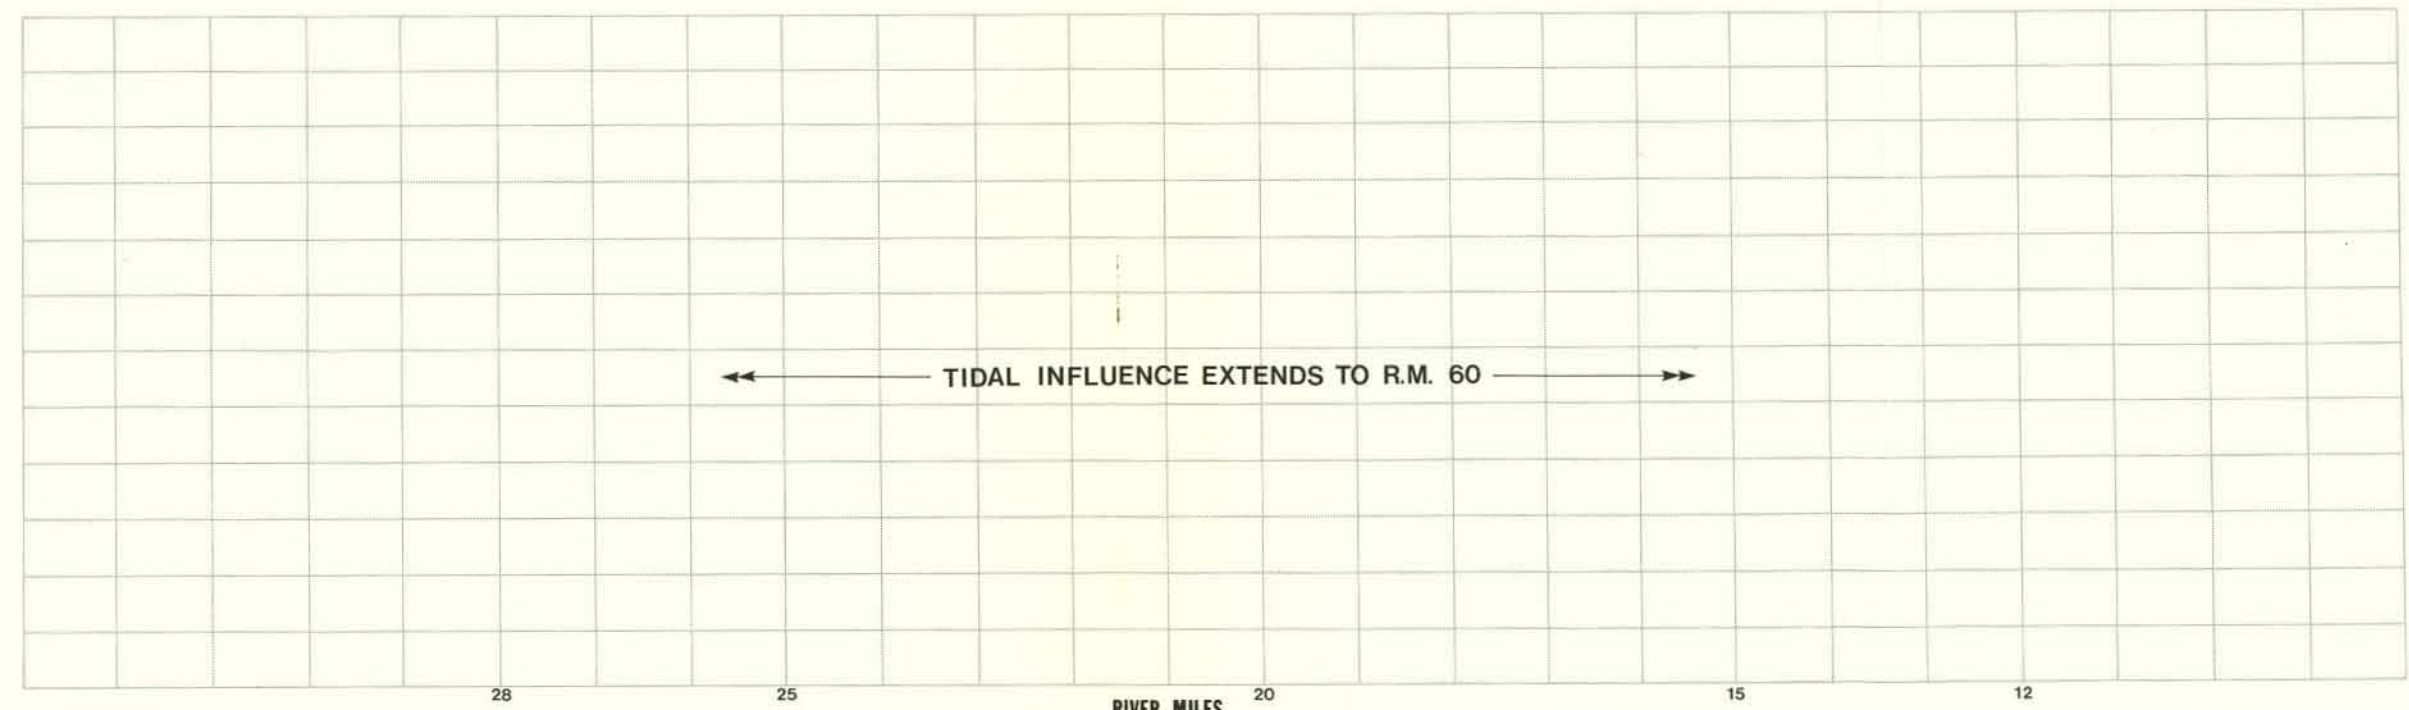 TIDAL INFLUENCE EXTENDS TO R.M. 60
28 25 20 15 12
RIVER MILES